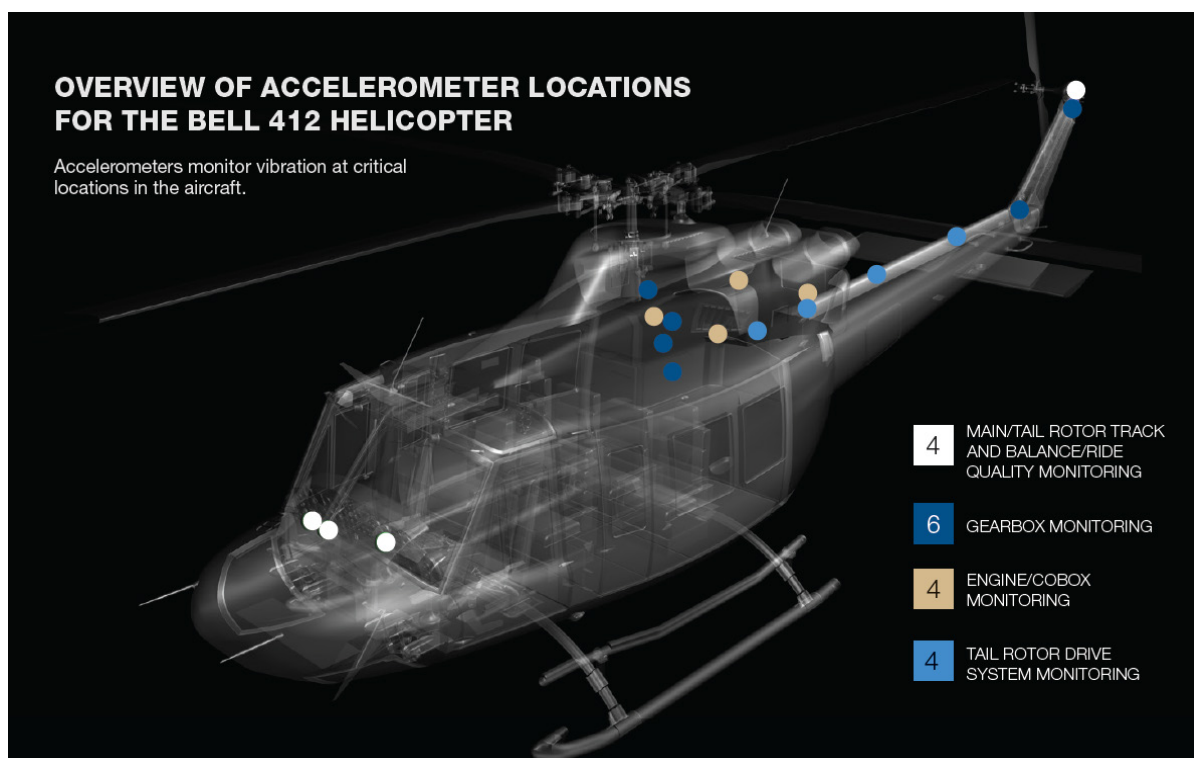 OVERVIEW OF ACCELEROMETER LOCATIONS
FOR THE BELL 412 HELICOPTER
Accelerometers monitor vibration at critical
locations in the aircraft.
4
MAIN/TAIL ROTOR TRACK
AND BALANCE/RIDE
QUALITY MONITORING
6
GEARBOX MONITORING
4
ENGINE/COBOX
MONITORING
4
TAIL ROTOR DRIVE
SYSTEM MONITORING